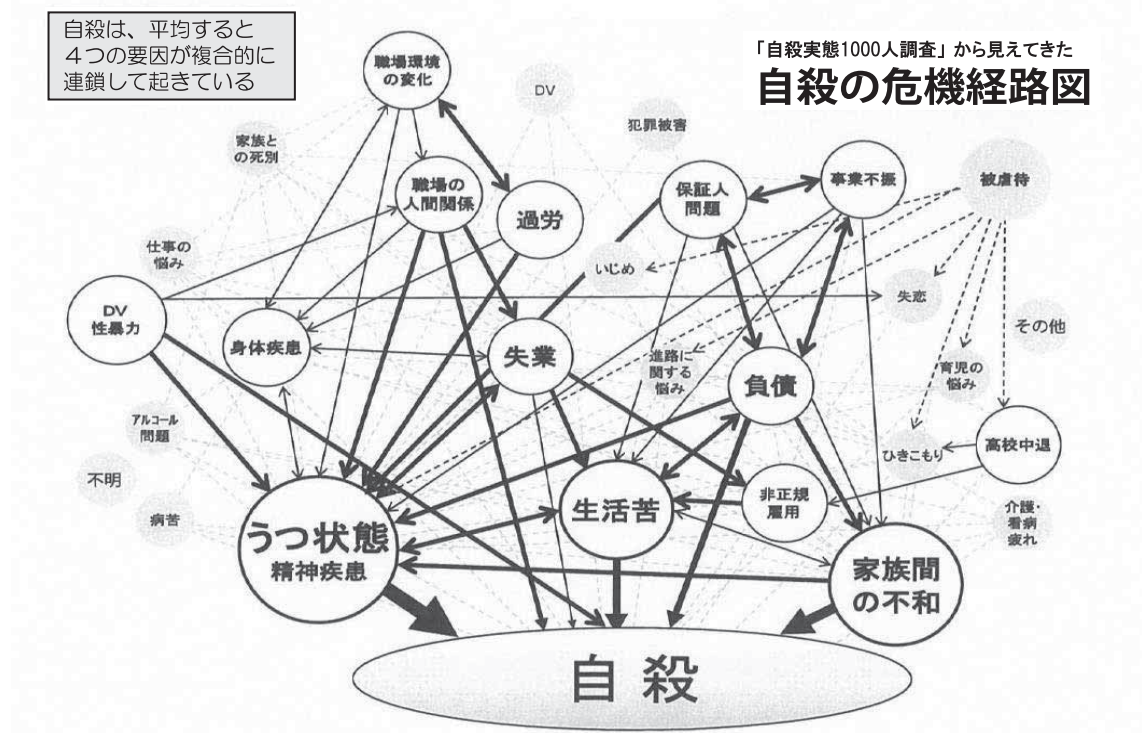 自殺は、平均すると
４つの要因が複合的に
連鎖して起きている
「自殺実態1000人調査」から見えてきた
自殺の危機経路図
職場環境
の変化
DV
犯罪被害
家族と
の死別
職場の
人間関係
過労
保証人
問題
事業不振
被虐待
仕事の
悩み
いじめ
失恋
DV
性暴力
身体疾患
失業
進路に
関する
悩み
負債
その他
育児の
悩み
アルコール
問題
ひきこもり
高校中退
不明
病苦
うつ状態
精神疾患
生活苦
非正規
雇用
介護・
看病
疲れ
家族間
の不和
自殺